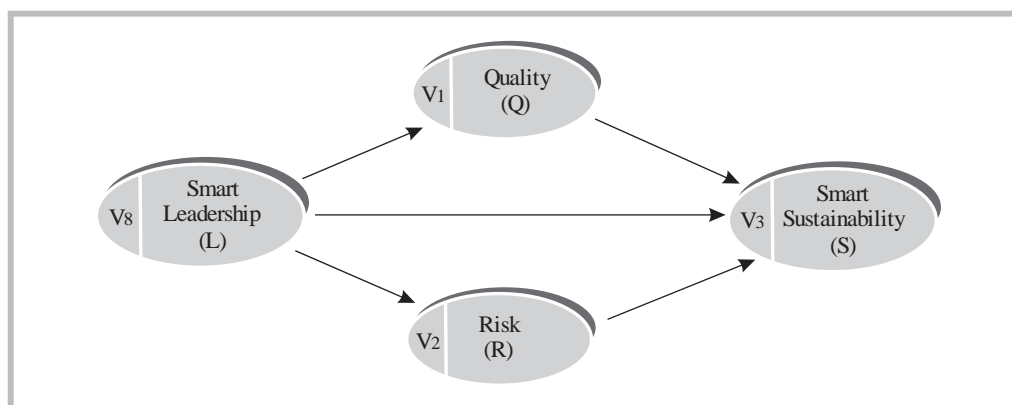 V1
Quality
(Q)
V8
Smart
Leadership
(L)
V3
Smart
Sustainability
(S)
V2
Risk
(R)